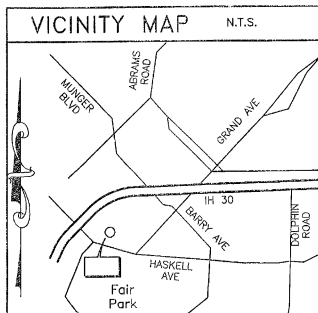 VICINITY MAP N.T.S.
ABRAMS
ROAD
MUNGER
BLVD
GRAND AVE
IH 30
BARRY AVE
DOLPHIN
ROAD
HASKELL
AVE
Fair
Park